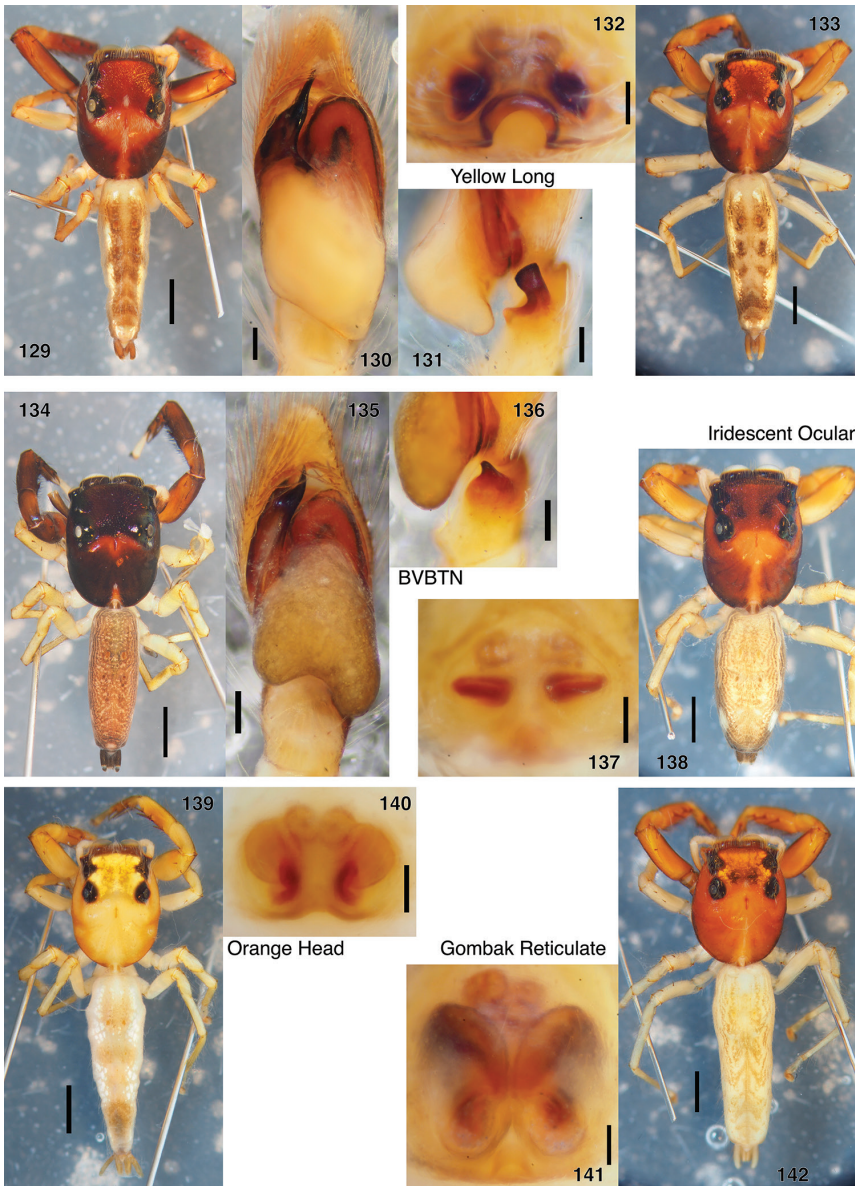 129
130
131
132
133
Yellow Long
134
135
136
BVBTN
Iridescent Ocular
137
138
139
140
Orange Head
Gombak Reticulate
141
142